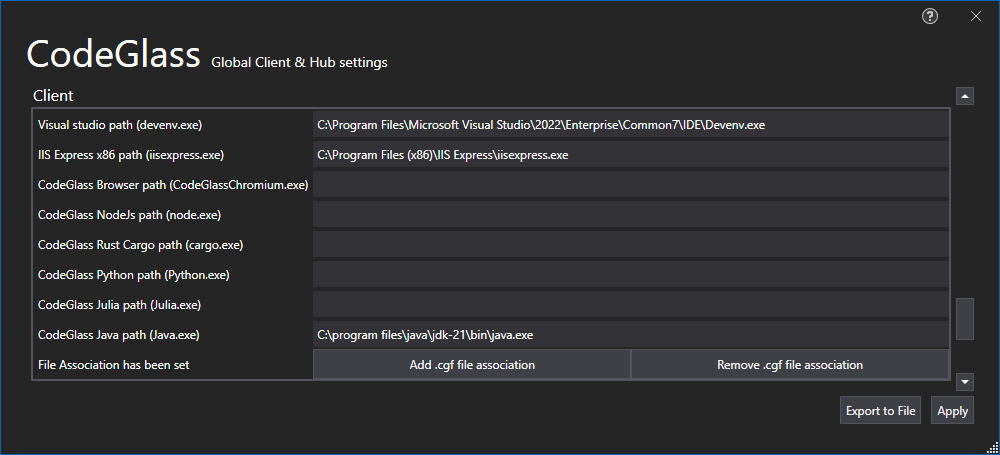 CodeGlass Global Client & Hub settings
Client
Visual studio path (devenv.exe) C:\Program Files\Microsoft Visual Studio\2022\Enterprise\Common7\IDE\Devenv.exe
IIS Express x86 path (iisexpress.exe) C:\Program Files (x86)\IIS Express\iisexpress.exe
CodeGlass Browser path (CodeGlassChromium.exe)
CodeGlass NodeJs path (node.exe)
CodeGlass Rust Cargo path (cargo.exe)
CodeGlass Python path (Python.exe)
CodeGlass Julia path (Julia.exe)
CodeGlass Java path (Java.exe) C:\program files\java\jdk-21\bin\java.exe
File Association has been set Add .cgf file association Remove .cgf file association
Export to File Apply